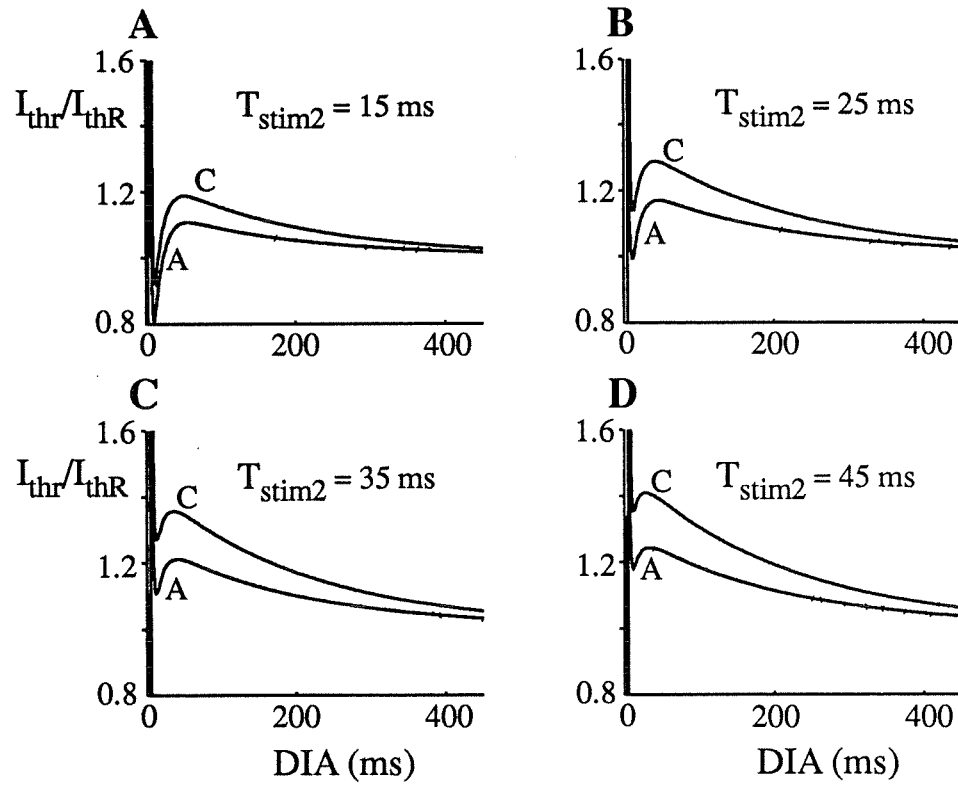 A
1.6
I_thr/I_thR
T_stim2 = 15 ms
1.2
C
A
0.8
0 200 400
B
1.6
T_stim2 = 25 ms
1.2
C
A
0.8
0 200 400
C
1.6
I_thr/I_thR
T_stim2 = 35 ms
C
1.2
A
0.8
0 200 400
DIA (ms)
D
1.6
T_stim2 = 45 ms
C
1.2
A
0.8
0 200 400
DIA (ms)